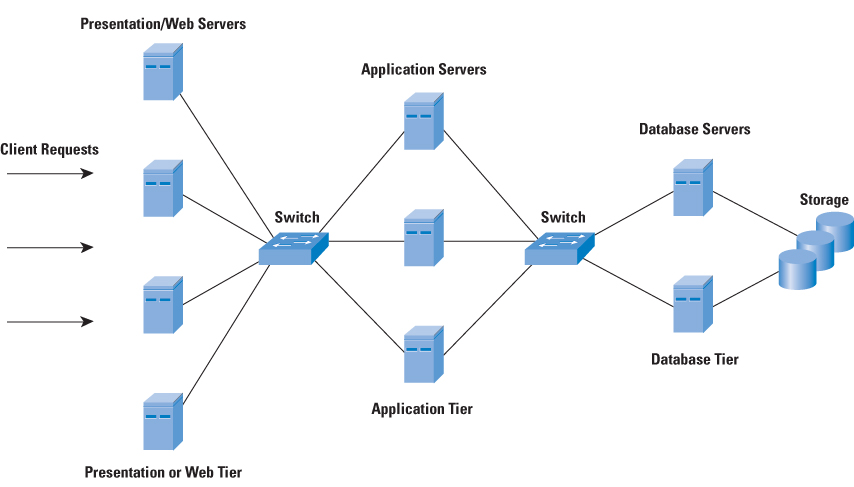 Presentation/Web Servers
Application Servers
Database Servers
Client Requests
Storage
Switch
Switch
Database Tier
Application Tier
Presentation or Web Tier